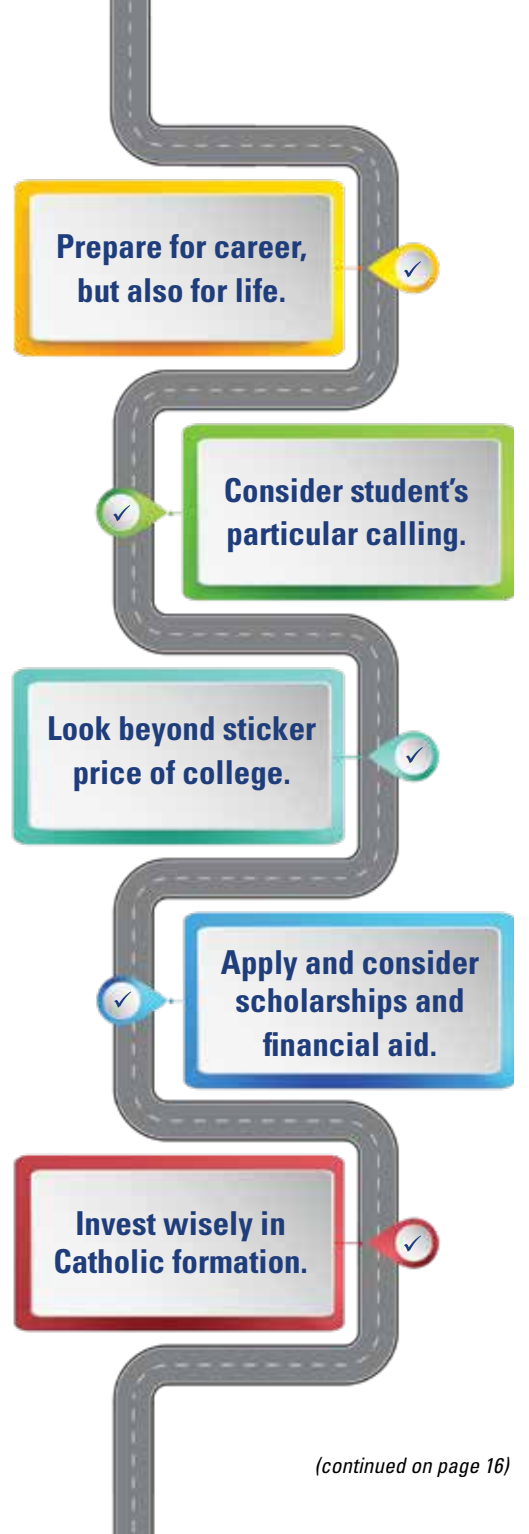 Prepare for career,
but also for life.
Consider student's
particular calling.
Look beyond sticker
price of college.
Apply and consider
scholarships and
financial aid.
Invest wisely in
Catholic formation.
(continued on page 16)